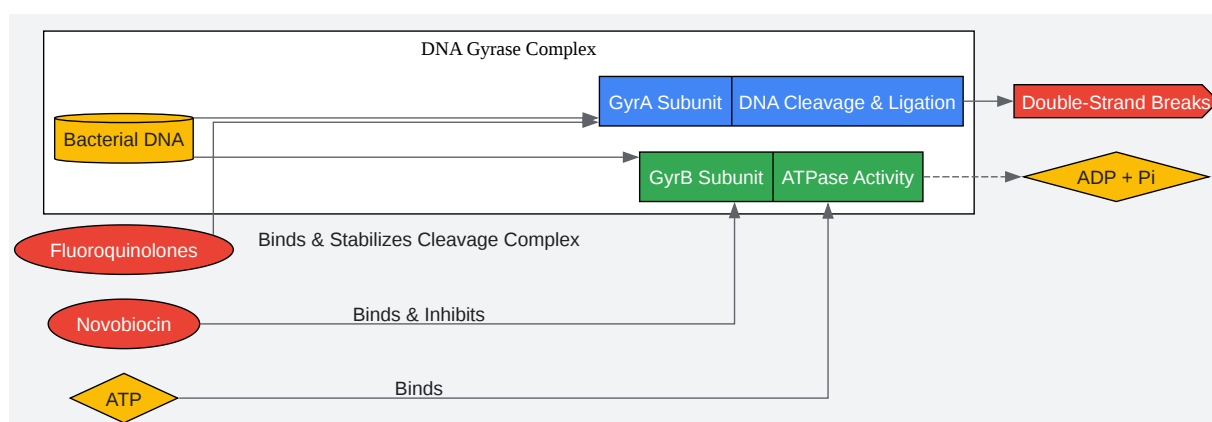 DNA Gyrase Complex
GyrA Subunit
DNA Cleavage & Ligation
Double-Strand Breaks
Bacterial DNA
GyrB Subunit
ATPase Activity
ADP + Pi
Fluoroquinolones
Binds & Stabilizes Cleavage Complex
Novobiocin
Binds & Inhibits
ATP
Binds